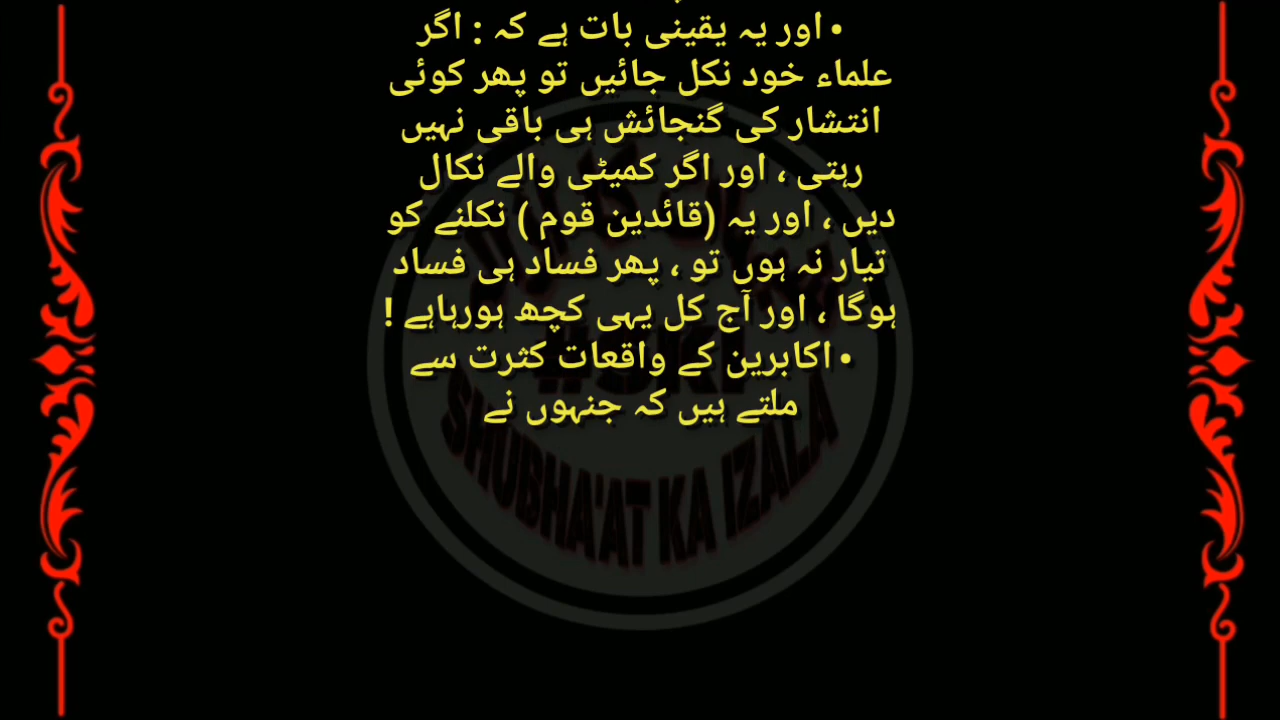 • اور یہ یقینی بات ہے کہ : اگر
علماء خود نکل جائیں تو پھر کوئی
انتشار کی گنجائش ہی باقی نہیں
رہتی ، اور اگر کمیٹی والے نکال
دیں ، اور یہ (قائدین قوم ) نکلنے کو
تیار نہ ہوں تو ، پھر فساد ہی فساد
ہوگا ، اور آج کل یہی کچھ ہورہاہے !
• اکابرین کے واقعات کثرت سے
ملتے ہیں کہ جنہوں نے
SHUBHA'AT KA IZALA